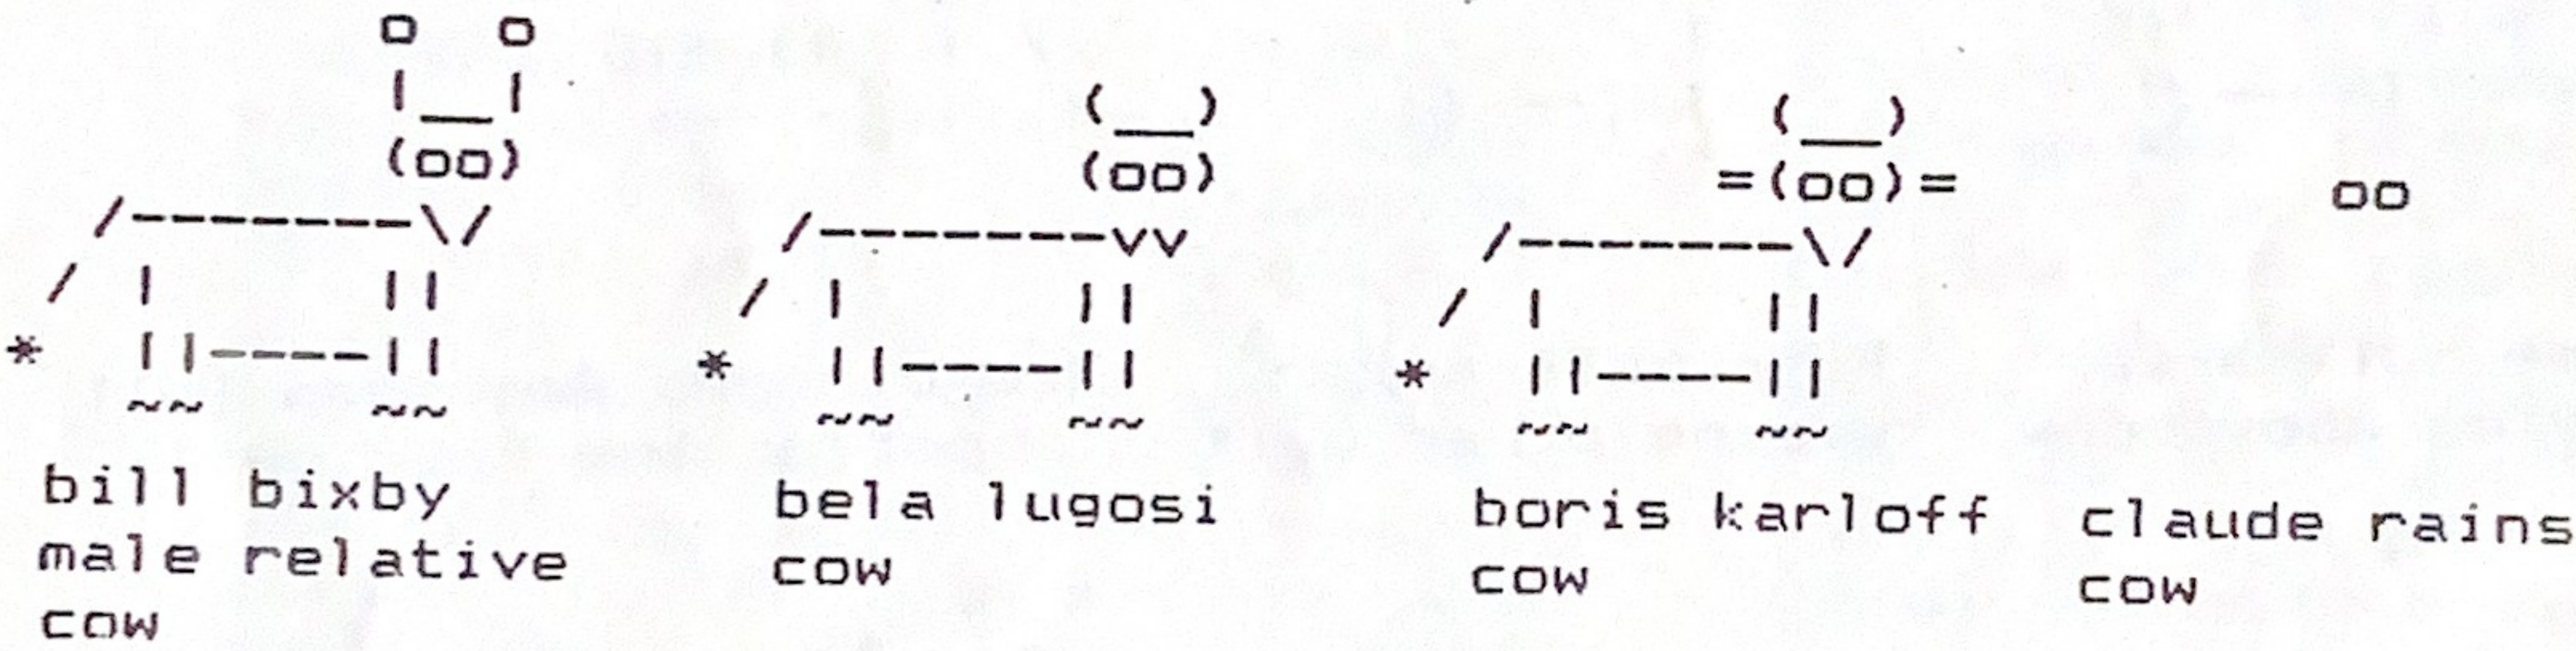 bill bixby
male relative
cow
bela lugosi
cow
boris karloff
cow
claude rains
cow